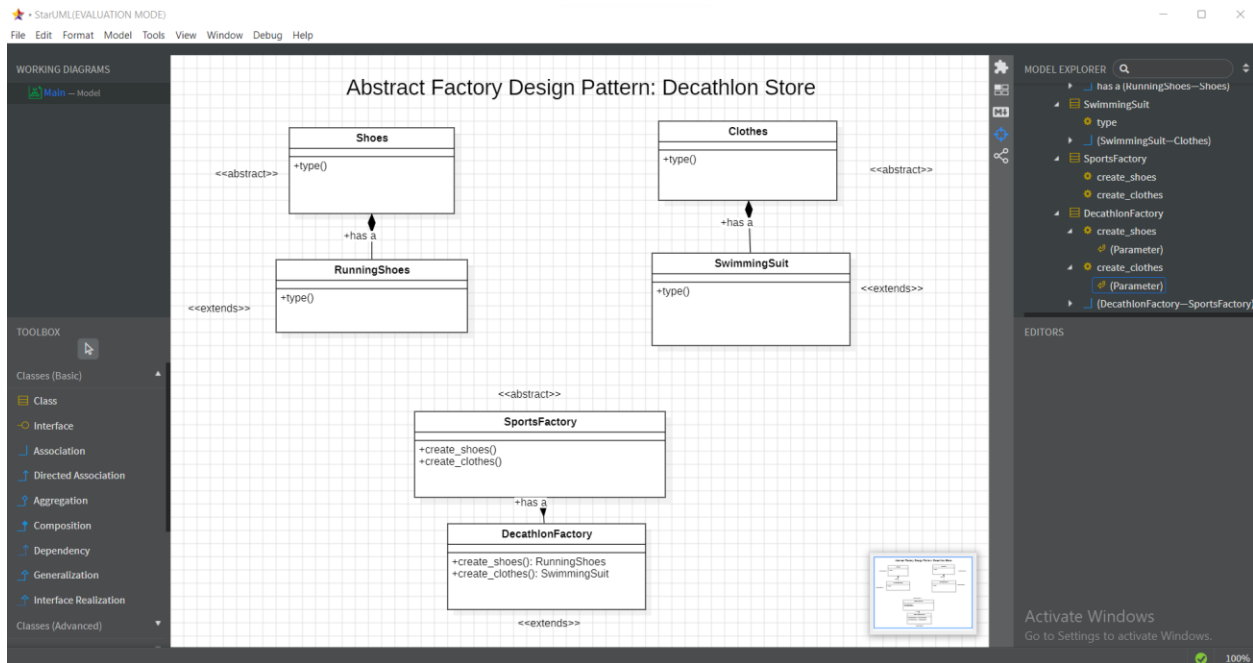 • StarUML(EVALUATION MODE)
File Edit Format Model Tools View Window Debug Help
WORKING DIAGRAMS
Main — Model
TOOLBOX
Classes (Basic)
Class
Interface
Association
Directed Association
Aggregation
Composition
Dependency
Generalization
Interface Realization
Classes (Advanced)
Abstract Factory Design Pattern: Decathlon Store
Shoes
+type()
<<abstract>>
+has a
RunningShoes
+type()
<<extends>>
Clothes
+type()
<<abstract>>
+has a
SwimmingSuit
+type()
<<extends>>
<<abstract>>
SportsFactory
+create_shoes()
+create_clothes()
+has a
DecathlonFactory
+create_shoes(): RunningShoes
+create_clothes(): SwimmingSuit
<<extends>>
M
MODEL EXPLORER
has a (RunningShoes—Shoes)
SwimmingSuit
type
(SwimmingSuit—Clothes)
SportsFactory
create_shoes
create_clothes
DecathlonFactory
create_shoes
(Parameter)
create_clothes
(Parameter)
(DecathlonFactory—SportsFactory)
EDITORS
Activate Windows
Go to Settings to activate Windows.
100%